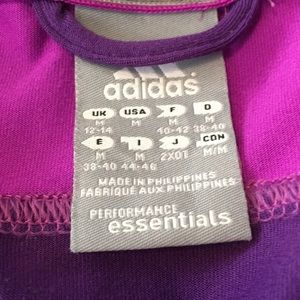 adidas
UK USA F D
M M M M
12-14 40-42 38-40
E I J CDN
M M M M/M
38-40 44-46 2XOT
MADE IN PHILIPPINES
FABRIQUÉ AUX PHILIPPINES
PERFORMANCE
essentials